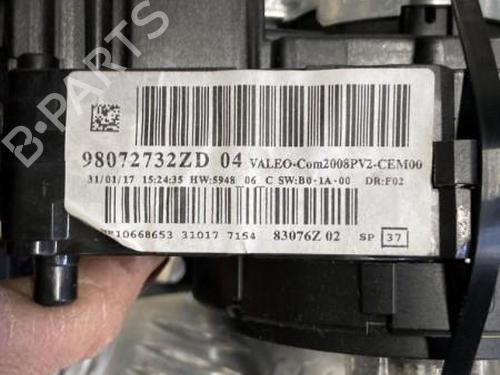 B-PARTS
98072732ZD 04 VALEO-Com2008PV2-CEM00
31/01/17 15:24:35 HW:5948 06 C SW:B0-1A-00 DR:F02
10668653 31017 7154 83076Z 02 SP 37